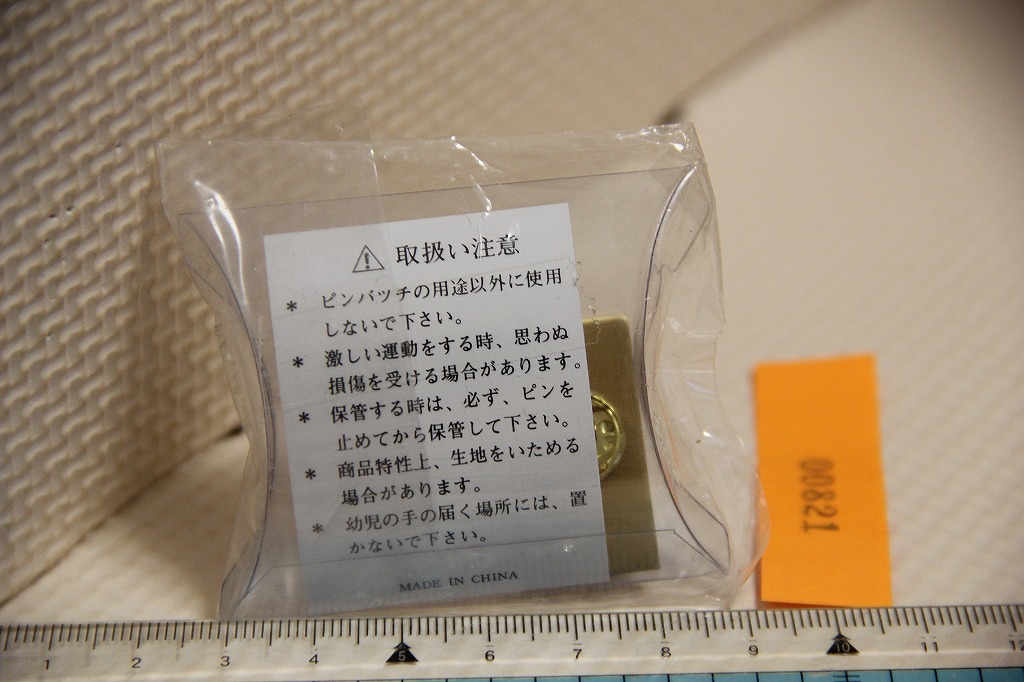 ⚠ 取扱い注意
* ピンバッチの用途以外に使用
しないで下さい。
* 激しい運動をする時、思わぬ
損傷を受ける場合があります。
* 保管する時は、必ず、ピンを
止めてから保管して下さい。
* 商品特性上、生地をいためる
場合があります。
* 幼児の手の届く場所には、置
かないで下さい。
MADE IN CHINA
00821
1 2 3 4 5 6 7 8 9 10 11 12